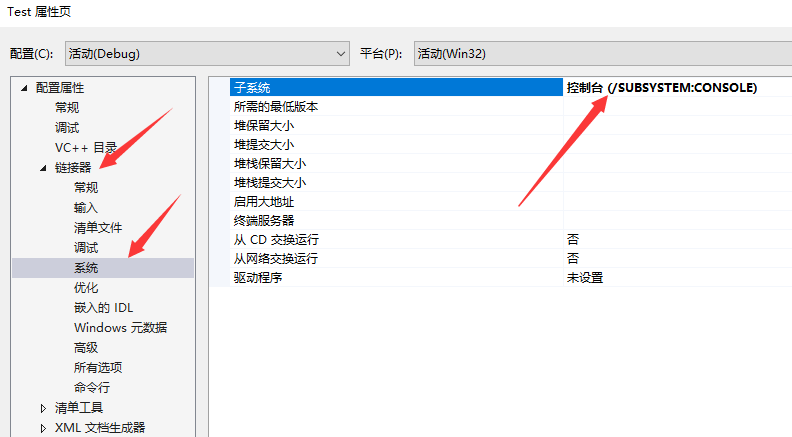 Test 属性页
配置(C): 活动(Debug) 平台(P): 活动(Win32)
配置属性
常规
调试
VC++ 目录
链接器
常规
输入
清单文件
调试
系统
优化
嵌入的 IDL
Windows 元数据
高级
所有选项
命令行
清单工具
XML 文档生成器
子系统 控制台 (/SUBSYSTEM:CONSOLE)
所需的最低版本
堆保留大小
堆提交大小
堆栈保留大小
堆栈提交大小
启用大地址
终端服务器
从 CD 交换运行 否
从网络交换运行 否
驱动程序 未设置